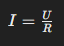 I = U/R